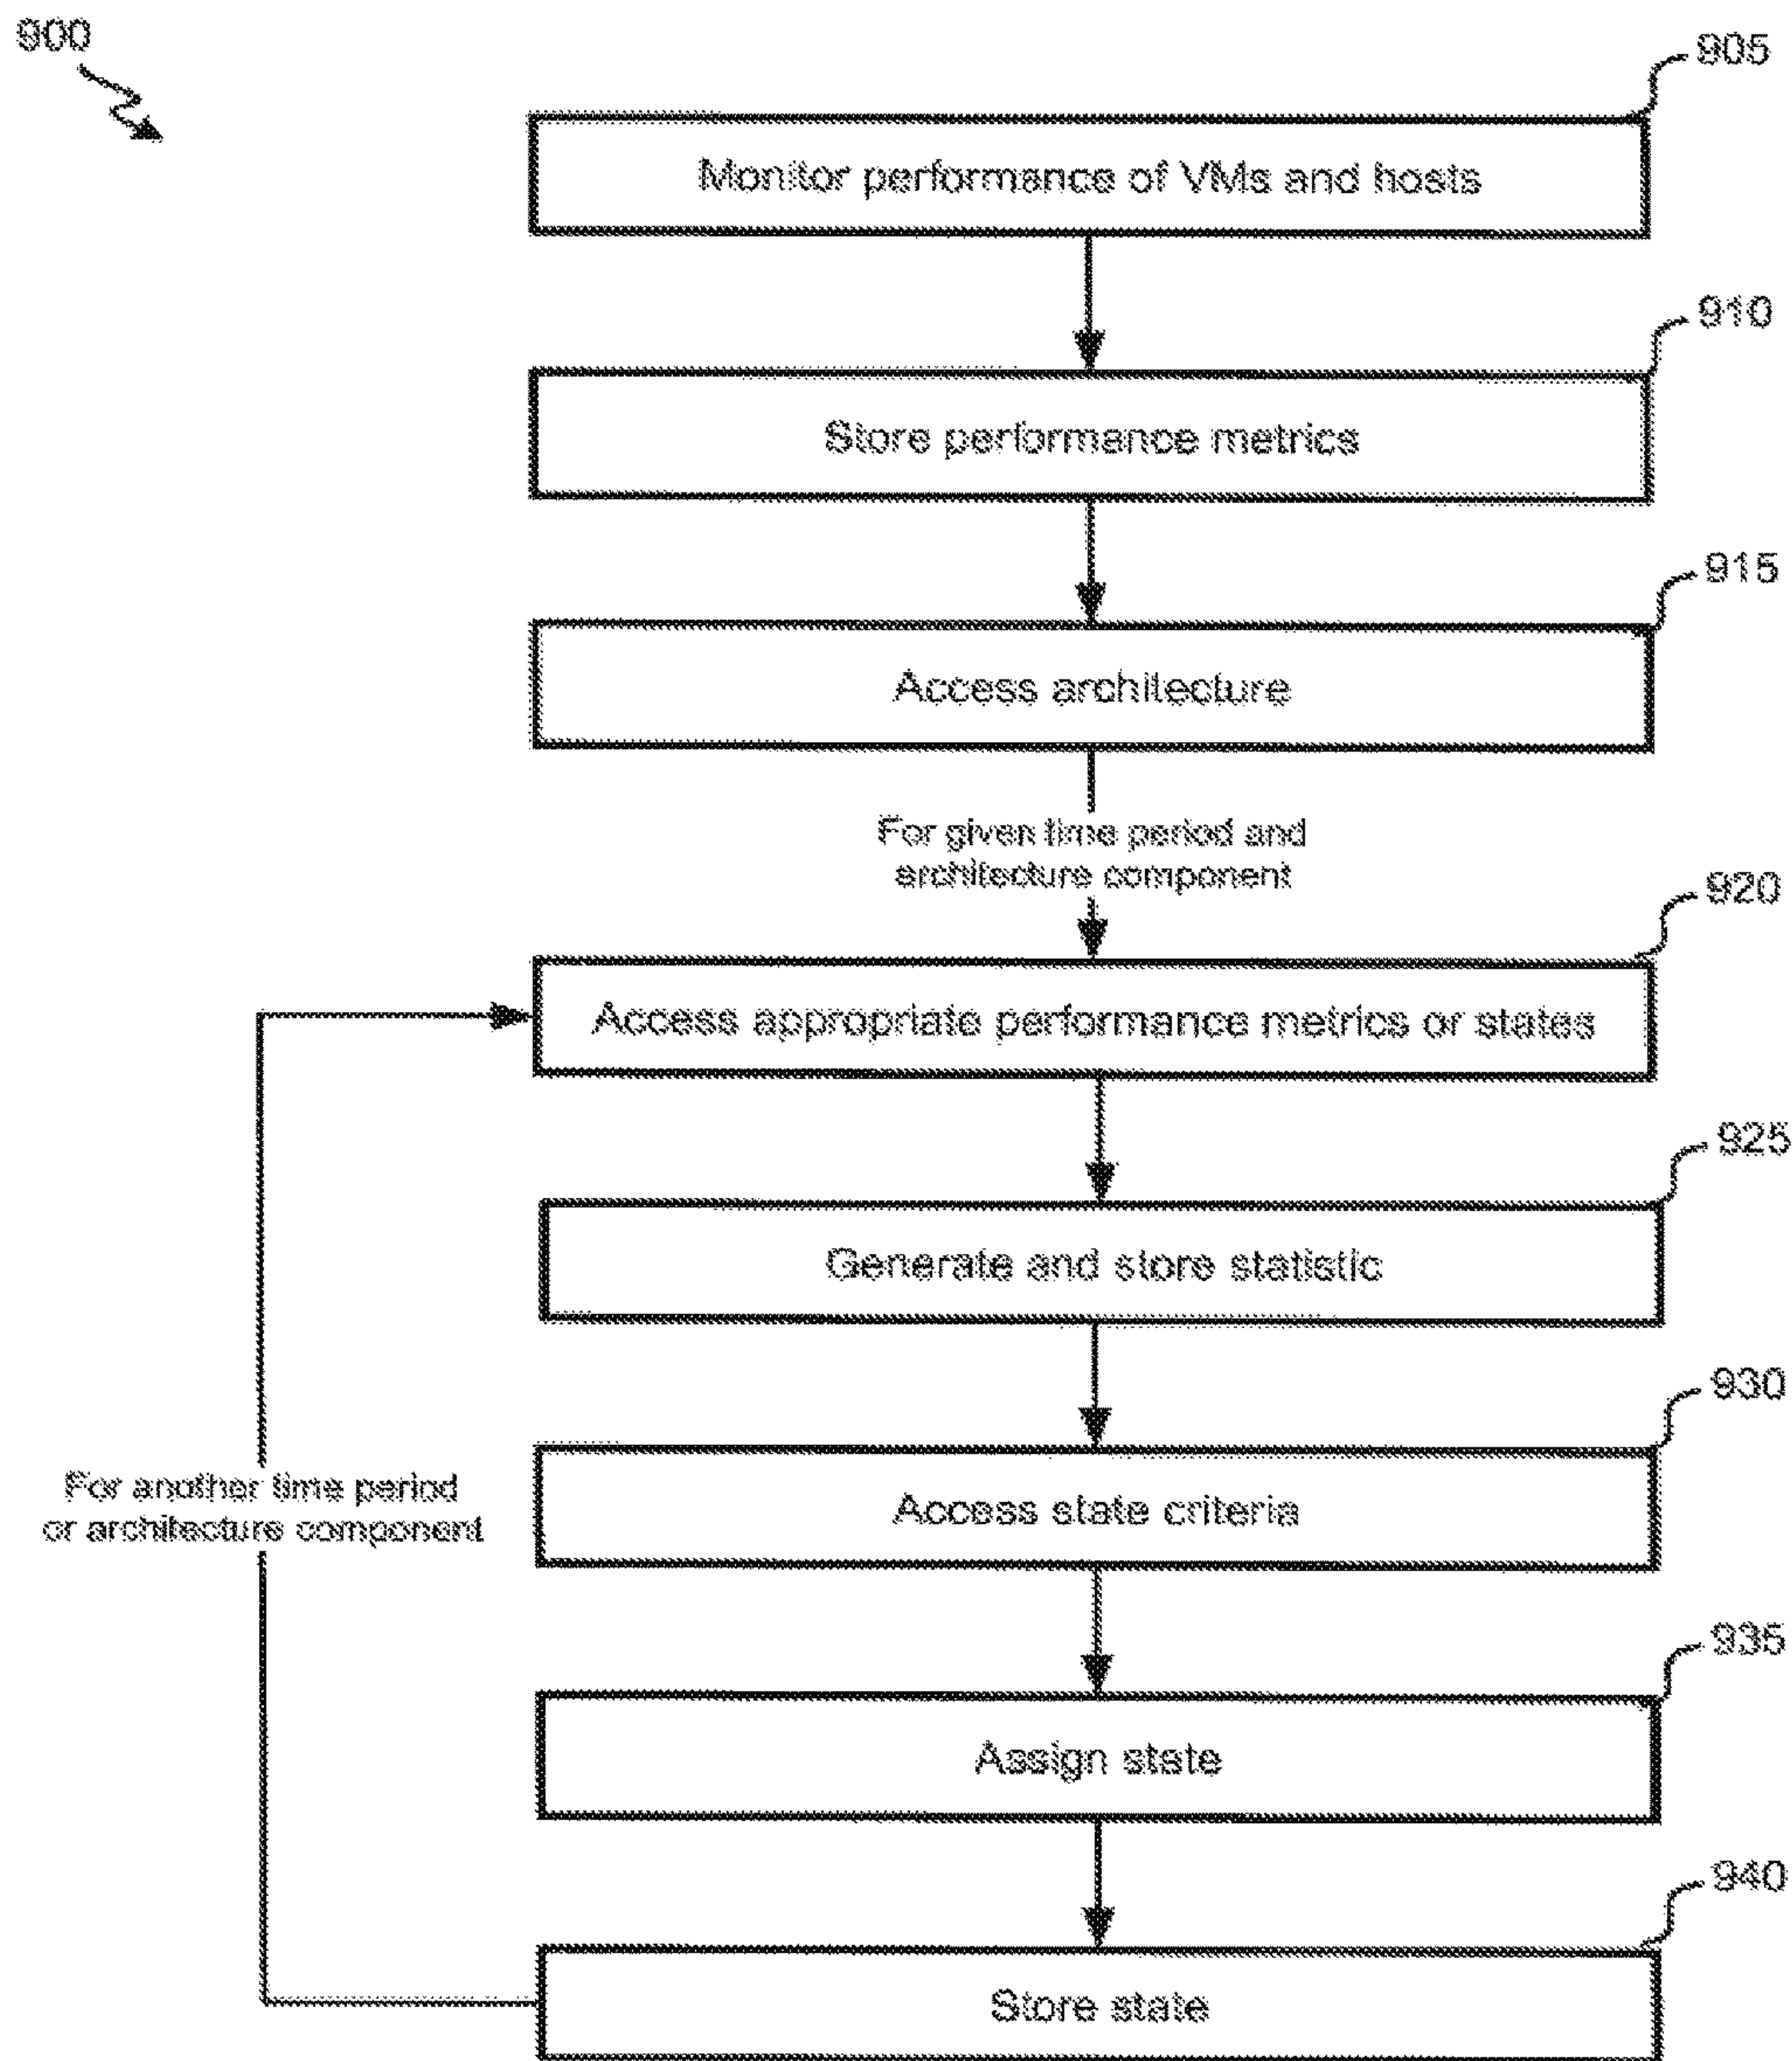 900
905
Monitor performance of VMs and hosts
910
Store performance metrics
915
Access architecture
For given time period and
architecture component
920
Access appropriate performance metrics or states
925
Generate and store statistic
930
Access state criteria
For another time period
or architecture component
935
Assign state
940
Store state